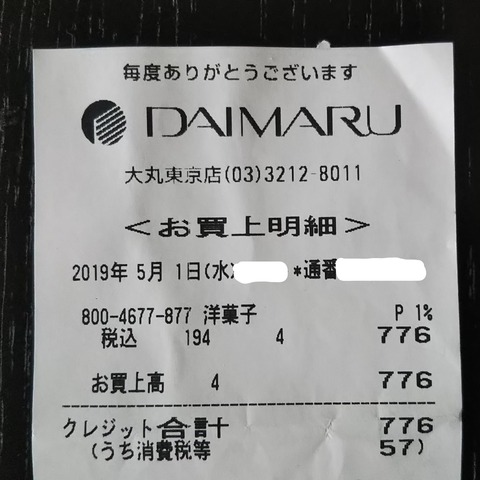 毎度ありがとうございます
DAIMARU
大丸東京店(03)3212-8011
<お買上明細>
2019年 5月 1日(水) *通番
800-4677-877 洋菓子 P 1%
税込 194 4 776
お買上高 4 776
クレジット合計 776
(うち消費税等 57)